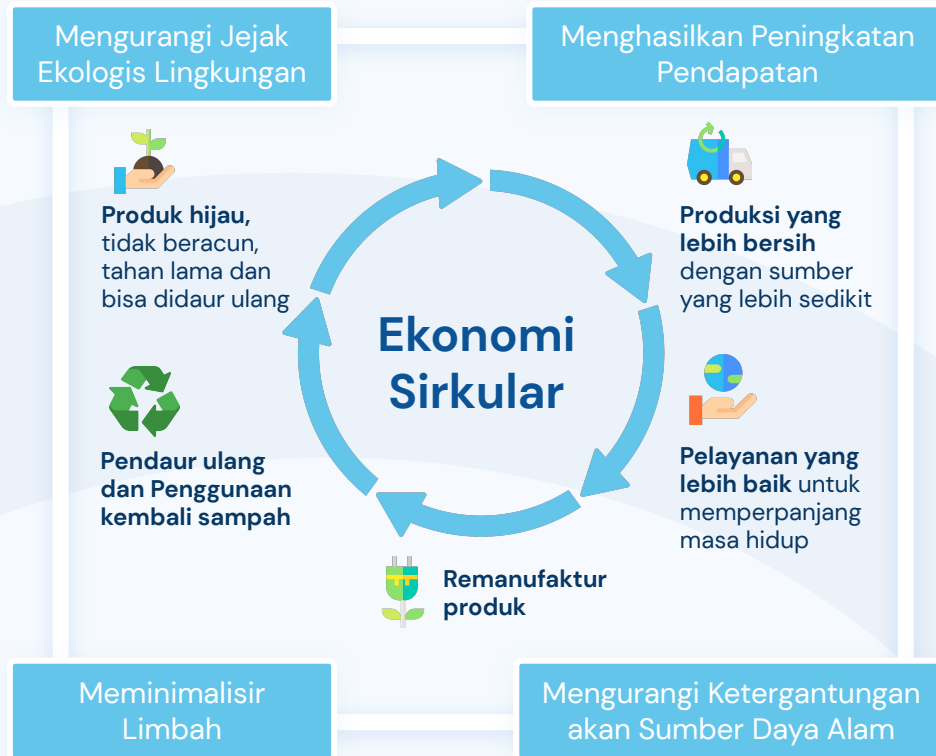 Mengurangi Jejak
Ekologis Lingkungan
Menghasilkan Peningkatan
Pendapatan
Produk hijau,
tidak beracun,
tahan lama dan
bisa didaur ulang
Produksi yang
lebih bersih
dengan sumber
yang lebih sedikit
Ekonomi
Sirkular
Pendaur ulang
dan Penggunaan
kembali sampah
Pelayanan yang
lebih baik untuk
memperpanjang
masa hidup
Remanufaktur
produk
Meminimalisir
Limbah
Mengurangi Ketergantungan
akan Sumber Daya Alam